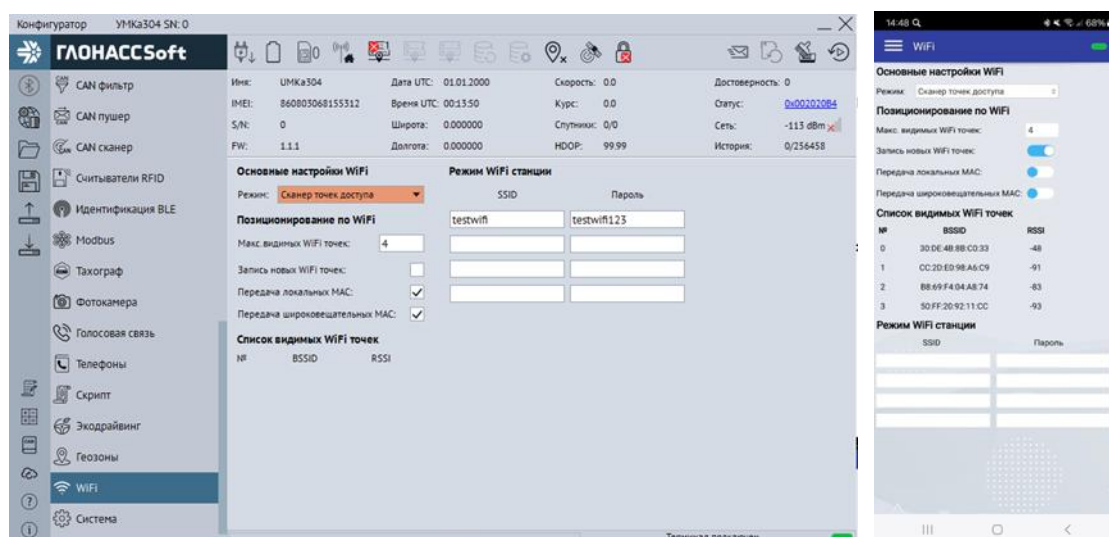 Конфигуратор УМКа304 SN: 0
ГЛОНАССSoft
CAN фильтр
CAN пушер
CAN сканер
Считыватели RFID
Идентификация BLE
Modbus
Тахограф
Фотокамера
Голосовая связь
Телефоны
Скрипт
Экодрайвинг
Геозоны
WiFi
Система
Имя: UMKa304 Дата UTC: 01.01.2000 Скорость: 0.0 Достоверность: 0
IMEI: 860803068155312 Время UTC: 00:13:50 Курс: 0.0 Статус: 0x00202084
S/N: 0 Широта: 0.000000 Спутники: 0/0 Сеть: -113 dBm
FW: 1.1.1 Долгота: 0.000000 HDOP: 99.99 История: 0/256458
Основные настройки WiFi
Режим: Сканер точек доступа
Позиционирование по WiFi
Макс. видимых WiFi точек: 4
Запись новых WiFi точек:
Передача локальных MAC:
Передача широковещательных MAC:
Список видимых WiFi точек
№ BSSID RSSI
Режим WiFi станции
SSID Пароль
testwifi testwifi123
14:48 68%
WiFi
Основные настройки WiFi
Режим: Сканер точек доступа
Позиционирование по WiFi
Макс. видимых WiFi точек: 4
Запись новых WiFi точек:
Передача локальных MAC:
Передача широковещательных MAC:
Список видимых WiFi точек
№ BSSID RSSI
0 30:DE:4B:8B:C0:33 -48
1 CC:2D:E0:98:A6:C9 -91
2 B8:69:F4:04:A8:74 -83
3 50:FF:20:92:11:CC -93
Режим WiFi станции
SSID Пароль